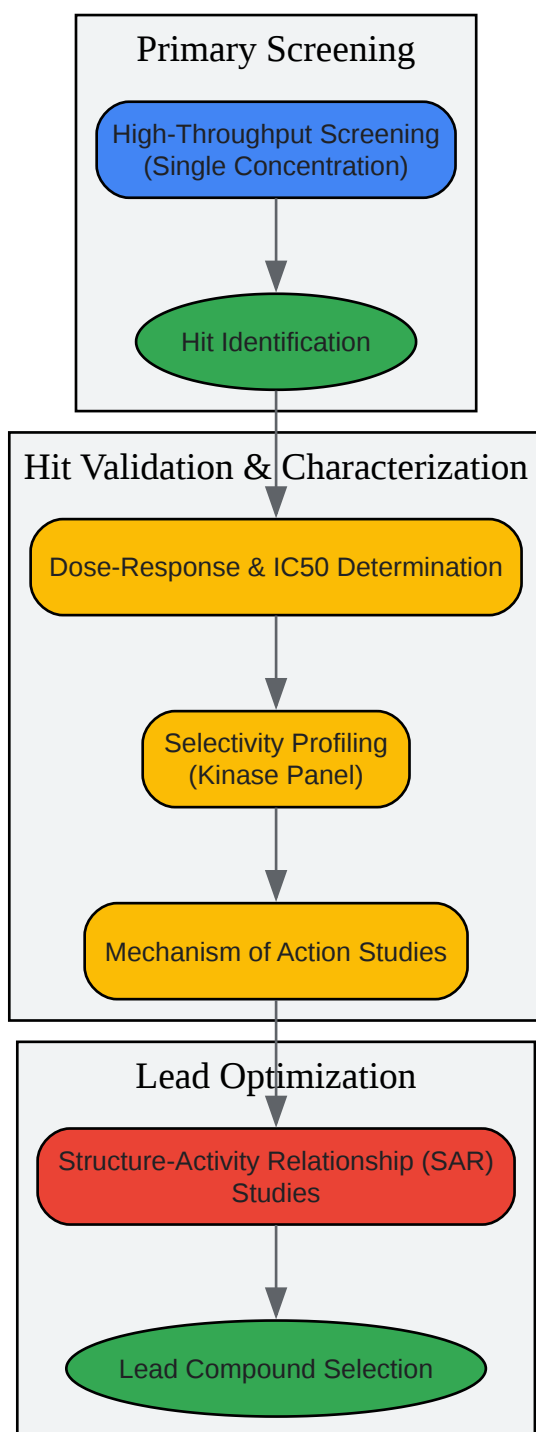 Primary Screening
High-Throughput Screening
(Single Concentration)
Hit Identification
Hit Validation & Characterization
Dose-Response & IC50 Determination
Selectivity Profiling
(Kinase Panel)
Mechanism of Action Studies
Lead Optimization
Structure-Activity Relationship (SAR)
Studies
Lead Compound Selection